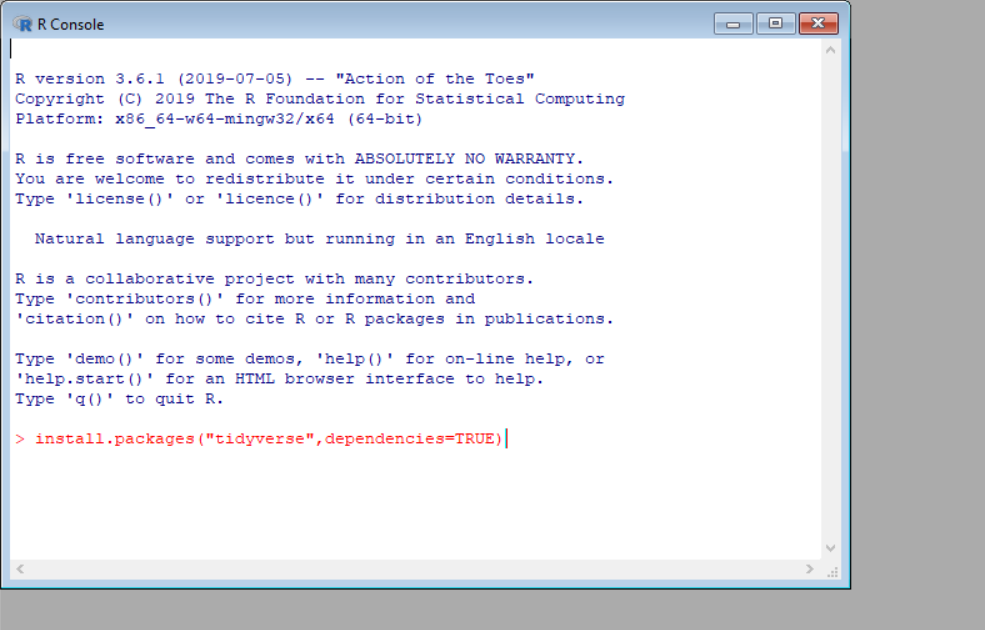 R Console
R version 3.6.1 (2019-07-05) -- "Action of the Toes"
Copyright (C) 2019 The R Foundation for Statistical Computing
Platform: x86_64-w64-mingw32/x64 (64-bit)
R is free software and comes with ABSOLUTELY NO WARRANTY.
You are welcome to redistribute it under certain conditions.
Type 'license()' or 'licence()' for distribution details.
Natural language support but running in an English locale
R is a collaborative project with many contributors.
Type 'contributors()' for more information and
'citation()' on how to cite R or R packages in publications.
Type 'demo()' for some demos, 'help()' for on-line help, or
'help.start()' for an HTML browser interface to help.
Type 'q()' to quit R.
> install.packages("tidyverse",dependencies=TRUE)